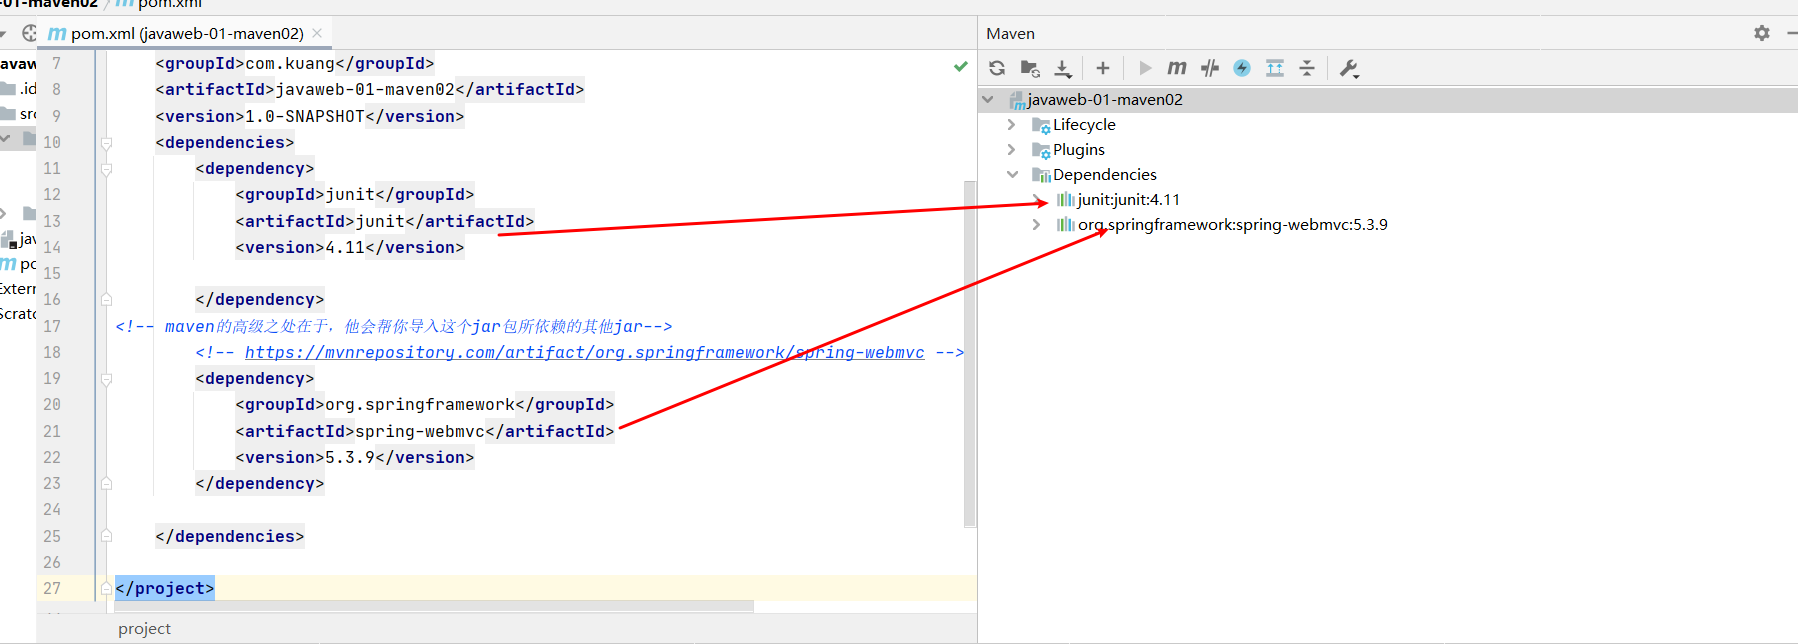 -01-maven02 / m pom.xml
m pom.xml (javaweb-01-maven02) ×
Maven
avaw
.id
src
jav
m po
Extern
Scratc
7 <groupId>com.kuang</groupId>
8 <artifactId>javaweb-01-maven02</artifactId>
9 <version>1.0-SNAPSHOT</version>
10 <dependencies>
11 <dependency>
12 <groupId>junit</groupId>
13 <artifactId>junit</artifactId>
14 <version>4.11</version>
15
16 </dependency>
17 <!-- maven的高级之处在于，他会帮你导入这个jar包所依赖的其他jar-->
18 <!-- https://mvnrepository.com/artifact/org.springframework/spring-webmvc -->
19 <dependency>
20 <groupId>org.springframework</groupId>
21 <artifactId>spring-webmvc</artifactId>
22 <version>5.3.9</version>
23 </dependency>
24
25 </dependencies>
26
27 </project>
project
javaweb-01-maven02
Lifecycle
Plugins
Dependencies
junit:junit:4.11
org.springframework:spring-webmvc:5.3.9